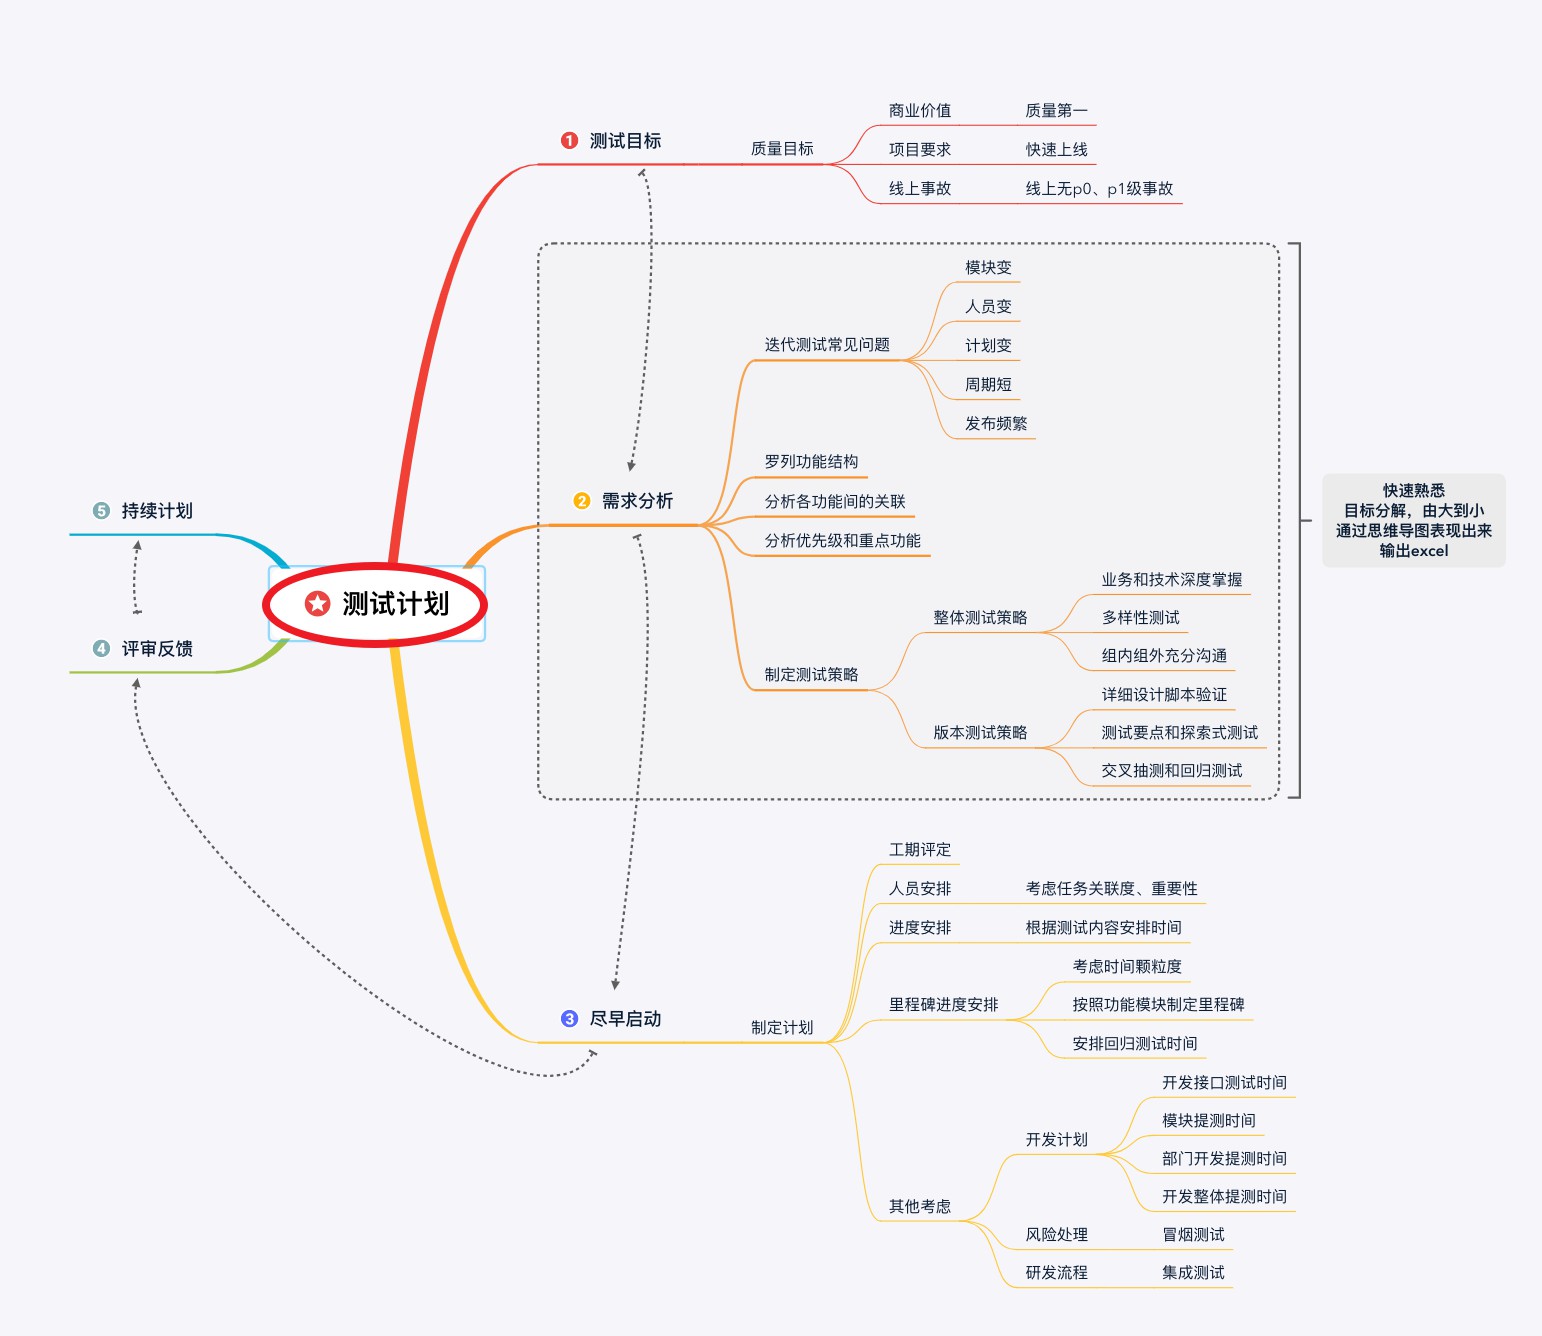 测试计划
1 测试目标
质量目标
商业价值
质量第一
项目要求
快速上线
线上事故
线上无p0、p1级事故
2 需求分析
迭代测试常见问题
模块变
人员变
计划变
周期短
发布频繁
罗列功能结构
分析各功能间的关联
分析优先级和重点功能
制定测试策略
整体测试策略
业务和技术深度掌握
多样性测试
组内组外充分沟通
版本测试策略
详细设计脚本验证
测试要点和探索式测试
交叉抽测和回归测试
快速熟悉
目标分解，由大到小
通过思维导图表现出来
输出excel
3 尽早启动
制定计划
工期评定
人员安排
考虑任务关联度、重要性
进度安排
根据测试内容安排时间
里程碑进度安排
考虑时间颗粒度
按照功能模块制定里程碑
安排回归测试时间
其他考虑
开发计划
开发接口测试时间
模块提测时间
部门开发提测时间
开发整体提测时间
风险处理
冒烟测试
研发流程
集成测试
4 评审反馈
5 持续计划